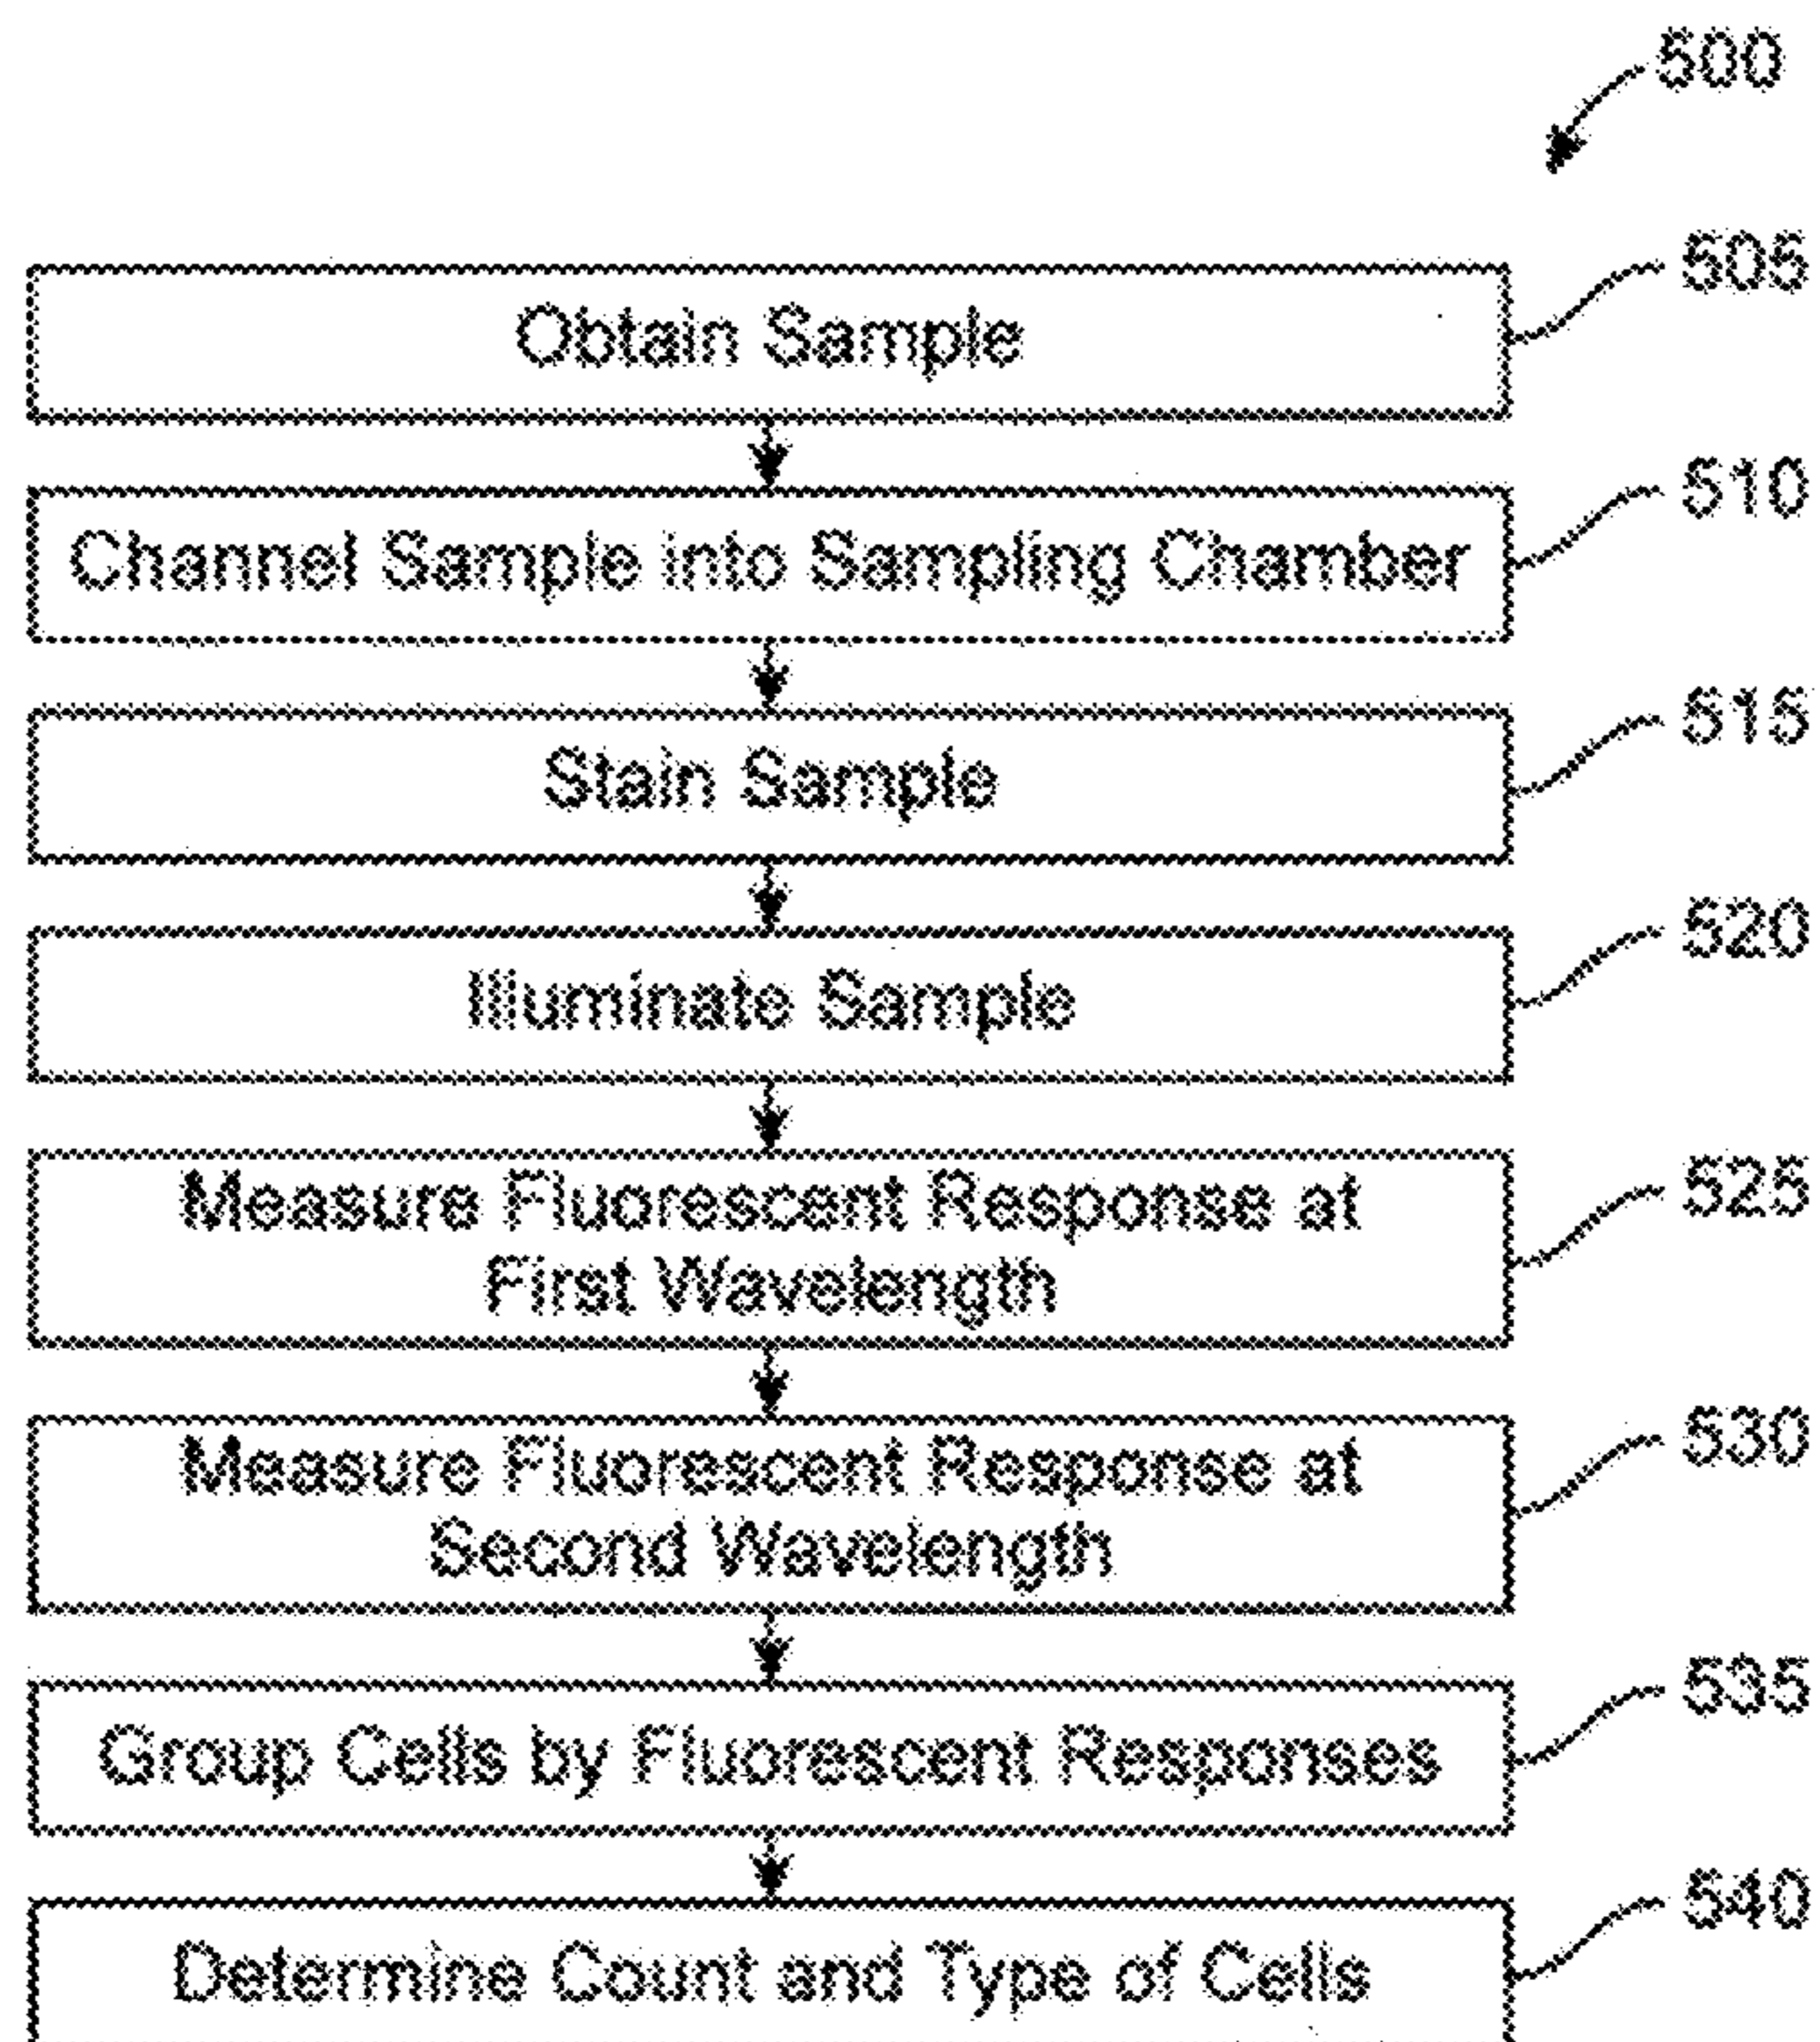 500
Obtain Sample
505
Channel Sample into Sampling Chamber
510
Stain Sample
515
Illuminate Sample
520
Measure Fluorescent Response at
First Wavelength
525
Measure Fluorescent Response at
Second Wavelength
530
Group Cells by Fluorescent Responses
535
Determine Count and Type of Cells
540